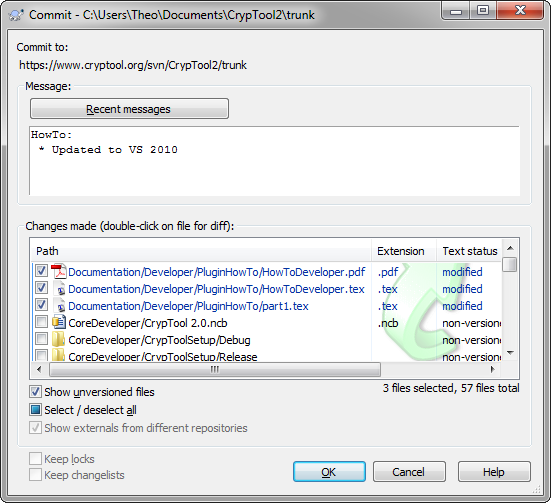 Commit - C:\Users\Theo\Documents\CrypTool2\trunk
Commit to:
https://www.cryptool.org/svn/CrypTool2/trunk
Message:
Recent messages
HowTo:
* Updated to VS 2010
Changes made (double-click on file for diff):
Path Extension Text status
Documentation/Developer/PluginHowTo/HowToDeveloper.pdf .pdf modified
Documentation/Developer/PluginHowTo/HowToDeveloper.tex .tex modified
Documentation/Developer/PluginHowTo/part1.tex .tex modified
CoreDeveloper/CrypTool 2.0.ncb .ncb non-versione
CoreDeveloper/CrypToolSetup/Debug non-versione
CoreDeveloper/CrypToolSetup/Release non-versione
Show unversioned files 3 files selected, 57 files total
Select / deselect all
Show externals from different repositories
Keep locks
Keep changelists
OK Cancel Help